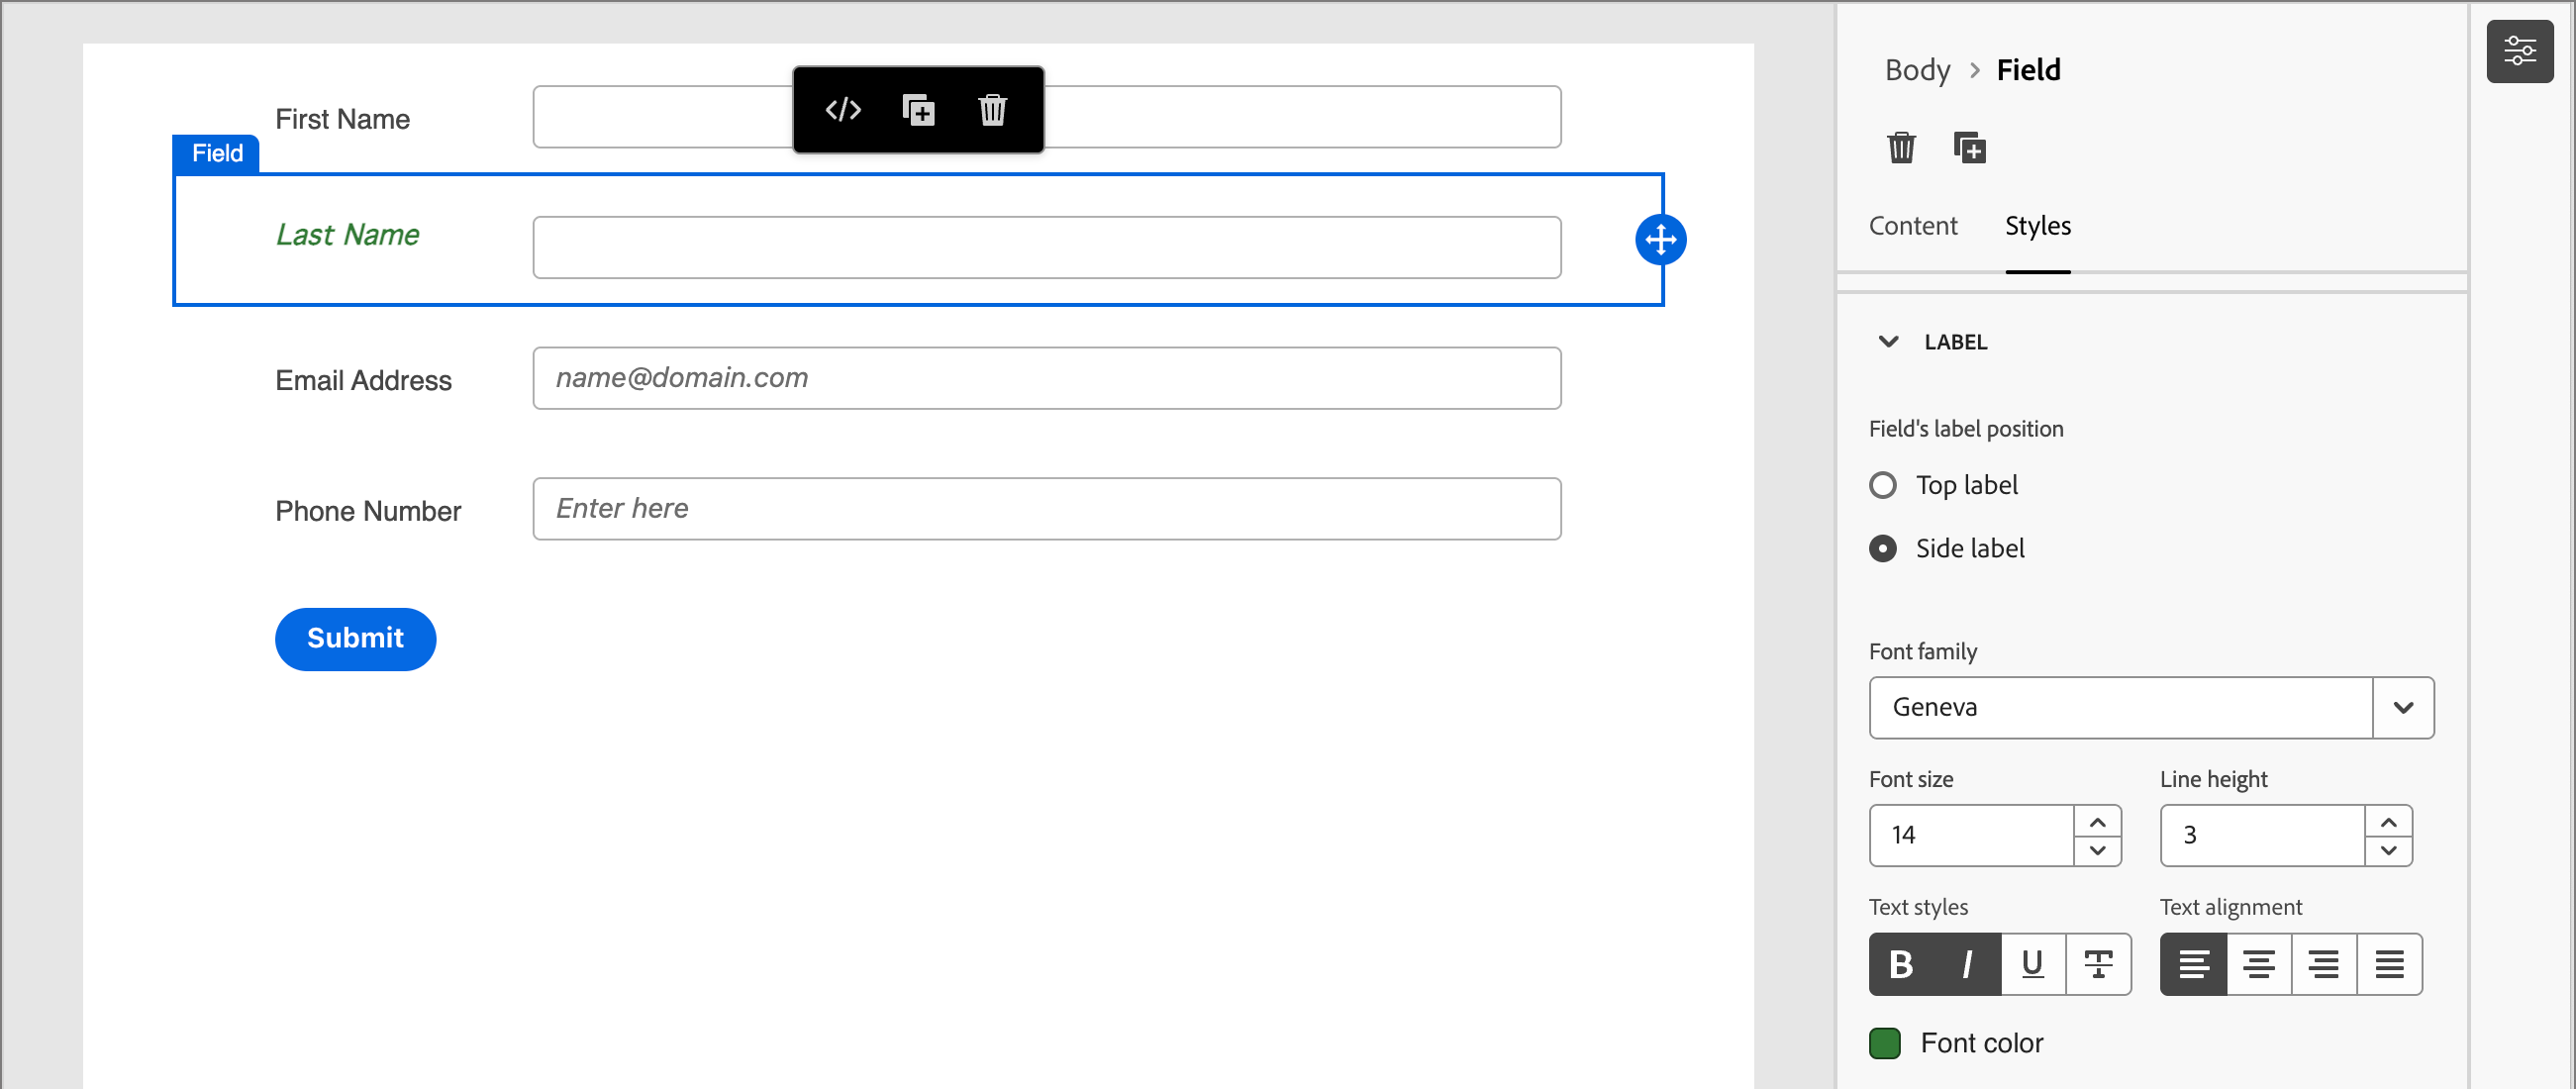 First Name
Field
Last Name
Email Address
name@domain.com
Phone Number
Enter here
Submit
Body > Field
Content Styles
LABEL
Field's label position
Top label
Side label
Font family
Geneva
Font size Line height
14 3
Text styles Text alignment
B I U T
Font color